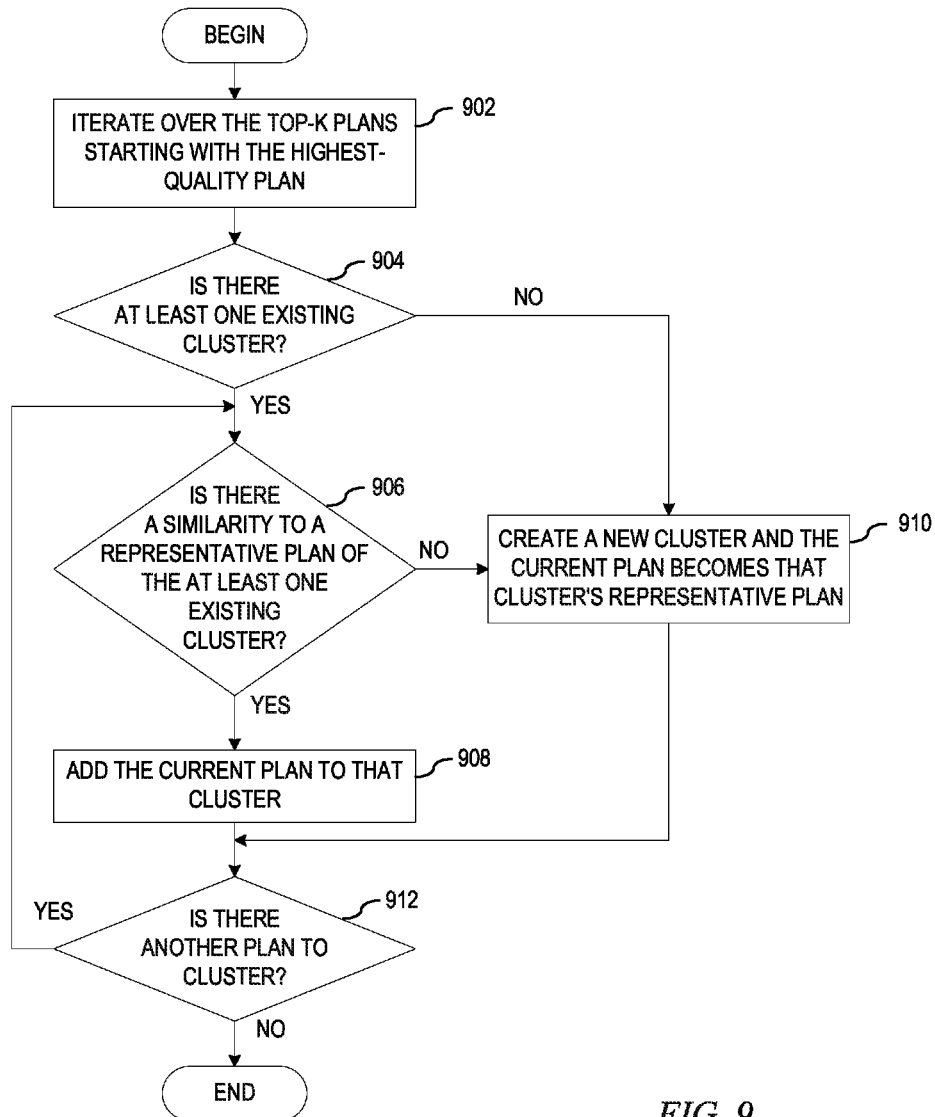 BEGIN
ITERATE OVER THE TOP-K PLANS
STARTING WITH THE HIGHEST-
QUALITY PLAN
902
IS THERE
AT LEAST ONE EXISTING
CLUSTER?
904
NO
YES
IS THERE
A SIMILARITY TO A
REPRESENTATIVE PLAN OF
THE AT LEAST ONE
EXISTING
CLUSTER?
906
NO
CREATE A NEW CLUSTER AND THE
CURRENT PLAN BECOMES THAT
CLUSTER'S REPRESENTATIVE PLAN
910
YES
ADD THE CURRENT PLAN TO THAT
CLUSTER
908
YES
IS THERE
ANOTHER PLAN TO
CLUSTER?
912
NO
END
FIG. 9